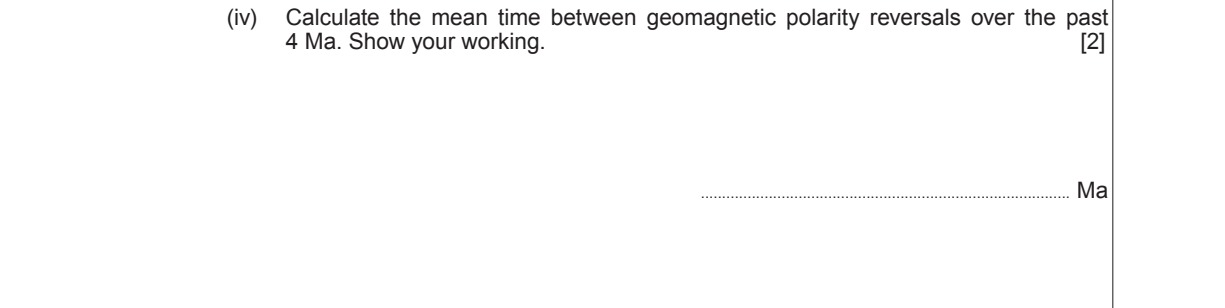 (iv) Calculate the mean time between geomagnetic polarity reversals over the past
4 Ma. Show your working. [2]
.......................................................................................... Ma